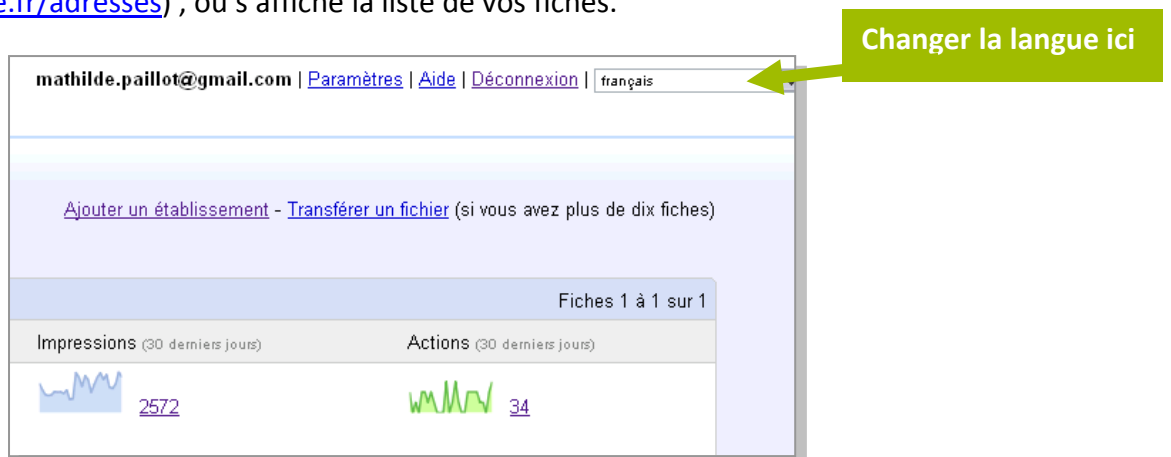 e.fr/adresses) , où s'affiche la liste de vos fiches.
Changer la langue ici
mathilde.paillot@gmail.com | Paramètres | Aide | Déconnexion | français
Ajouter un établissement - Transférer un fichier (si vous avez plus de dix fiches)
Fiches 1 à 1 sur 1
Impressions (30 derniers jours) Actions (30 derniers jours)
2572 34